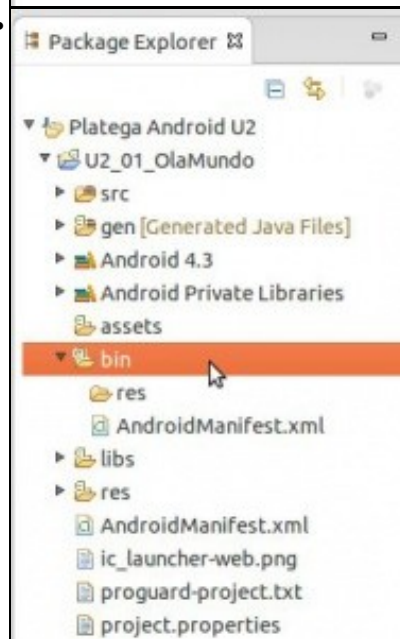 Package Explorer
Platega Android U2
U2_01_OlaMundo
src
gen [Generated Java Files]
Android 4.3
Android Private Libraries
assets
bin
res
AndroidManifest.xml
libs
res
AndroidManifest.xml
ic_launcher-web.png
proguard-project.txt
project.properties